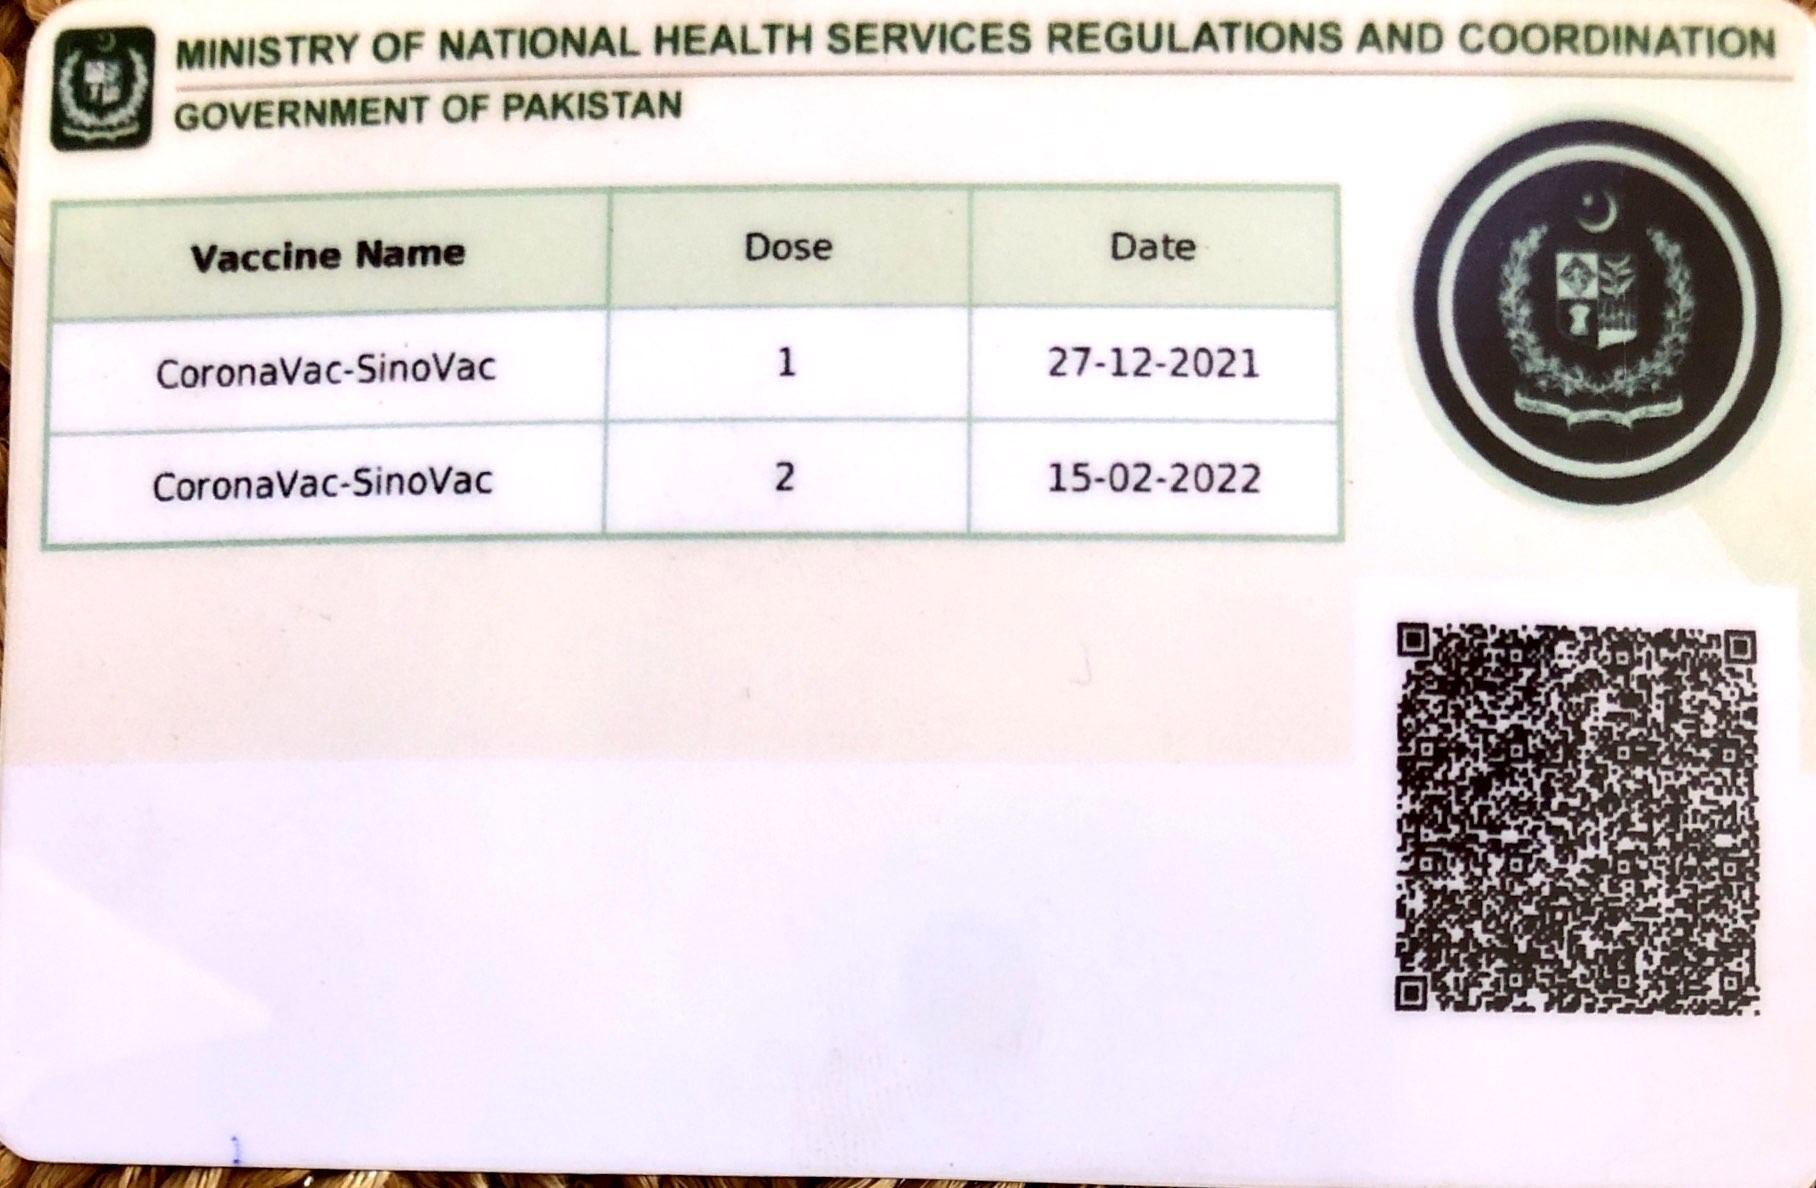 MINISTRY OF NATIONAL HEALTH SERVICES REGULATIONS AND COORDINATION
GOVERNMENT OF PAKISTAN
Vaccine Name Dose Date
CoronaVac-SinoVac 1 27-12-2021
CoronaVac-SinoVac 2 15-02-2022